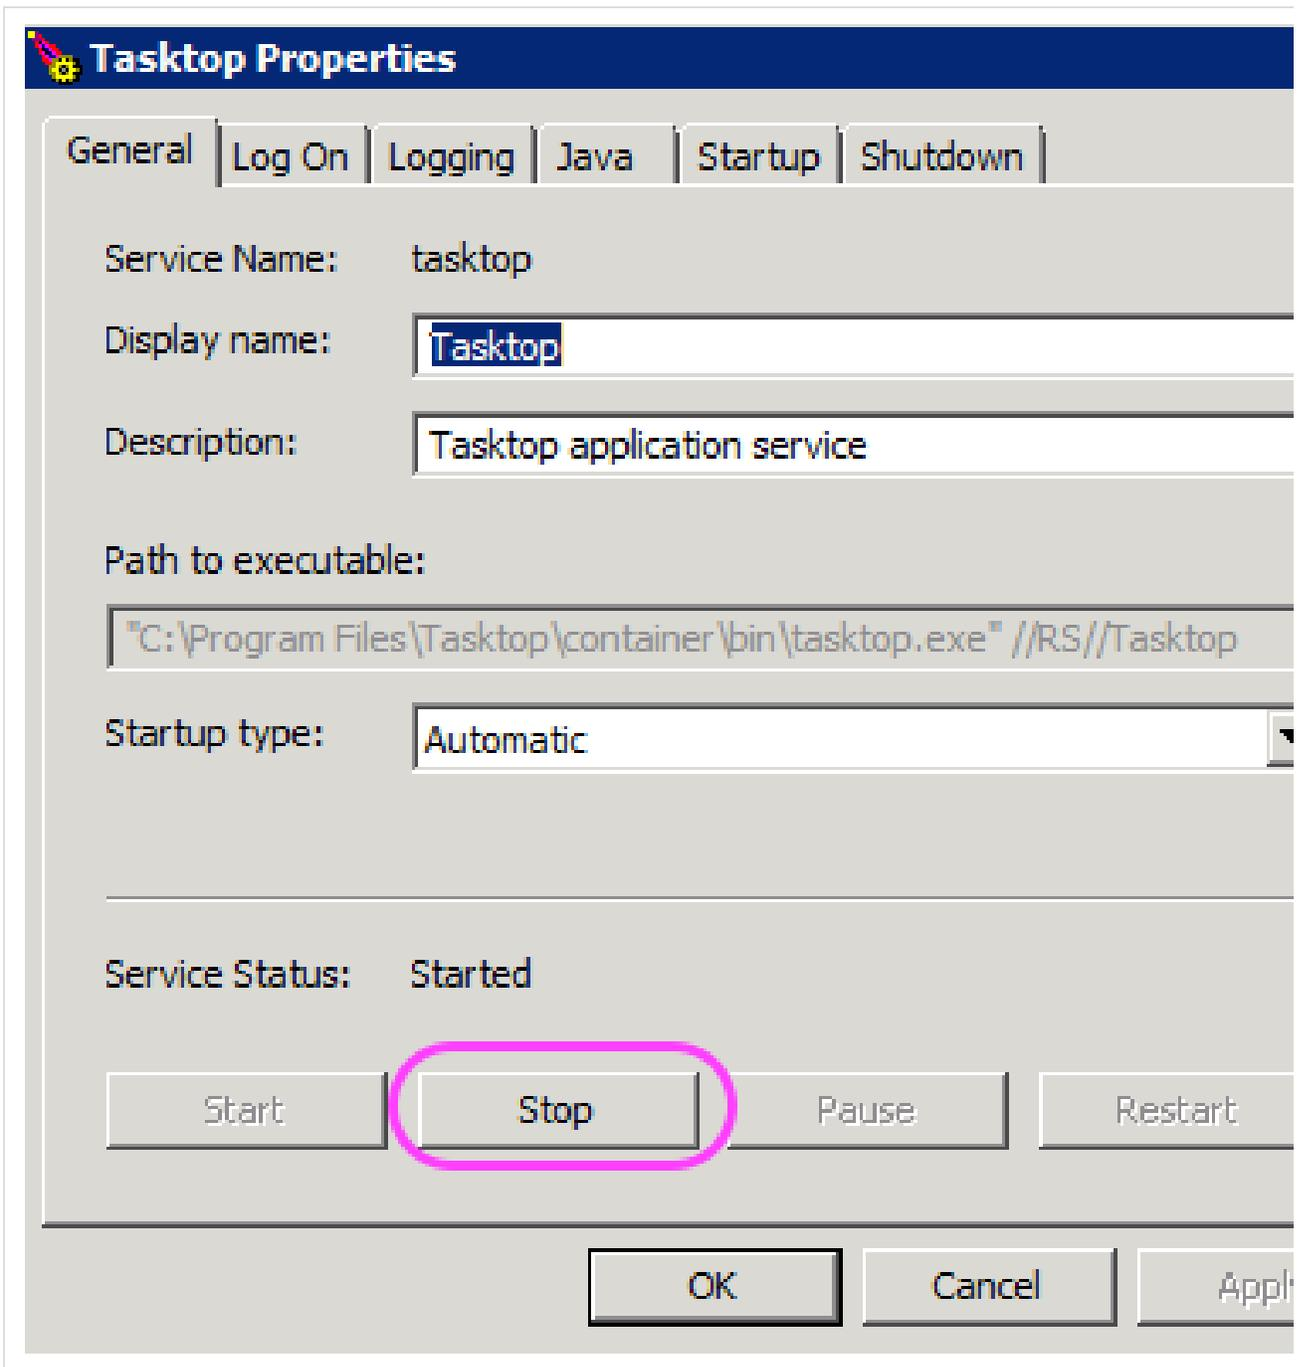 Tasktop Properties
General Log On Logging Java Startup Shutdown
Service Name: tasktop
Display name: Tasktop
Description: Tasktop application service
Path to executable:
"C:\Program Files\Tasktop\container\bin\tasktop.exe" //RS//Tasktop
Startup type: Automatic
Service Status: Started
Start Stop Pause Restart
OK Cancel